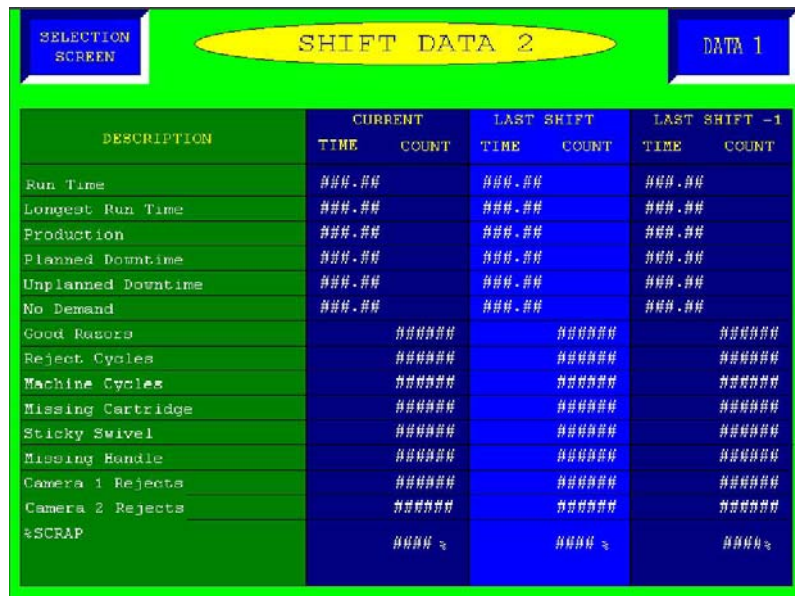 SELECTION
SCREEN
SHIFT DATA 2
DATA 1
DESCRIPTION
CURRENT LAST SHIFT LAST SHIFT -1
TIME COUNT TIME COUNT TIME COUNT
Run Time ###.## ###.## ###.##
Longest Run Time ###.## ###.## ###.##
Production ###.## ###.## ###.##
Planned Downtime ###.## ###.## ###.##
Unplanned Downtime ###.## ###.## ###.##
No Demand ###.## ###.## ###.##
Good Razors ###### ###### ######
Reject Cycles ###### ###### ######
Machine Cycles ###### ###### ######
Missing Cartridge ###### ###### ######
Sticky Swivel ###### ###### ######
Missing Handle ###### ###### ######
Camera 1 Rejects ###### ###### ######
Camera 2 Rejects ###### ###### ######
%SCRAP #### % #### % ####%